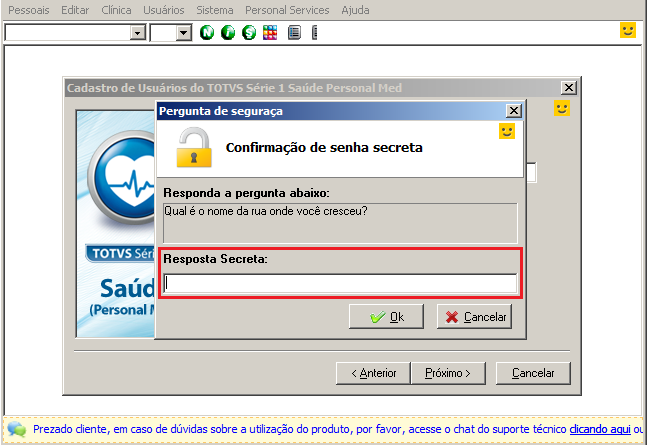 Pessoais Editar Clínica Usuários Sistema Personal Services Ajuda
Cadastro de Usuários do TOTVS Série 1 Saúde Personal Med
Pergunta de seguraça
Confirmação de senha secreta
Responda a pergunta abaixo:
Qual é o nome da rua onde você cresceu?
Resposta Secreta:
TOTVS Séri
Saúd
(Personal M
Ok Cancelar
< Anterior Próximo > Cancelar
Prezado cliente, em caso de dúvidas sobre a utilização do produto, por favor, acesse o chat do suporte técnico clicando aqui ou